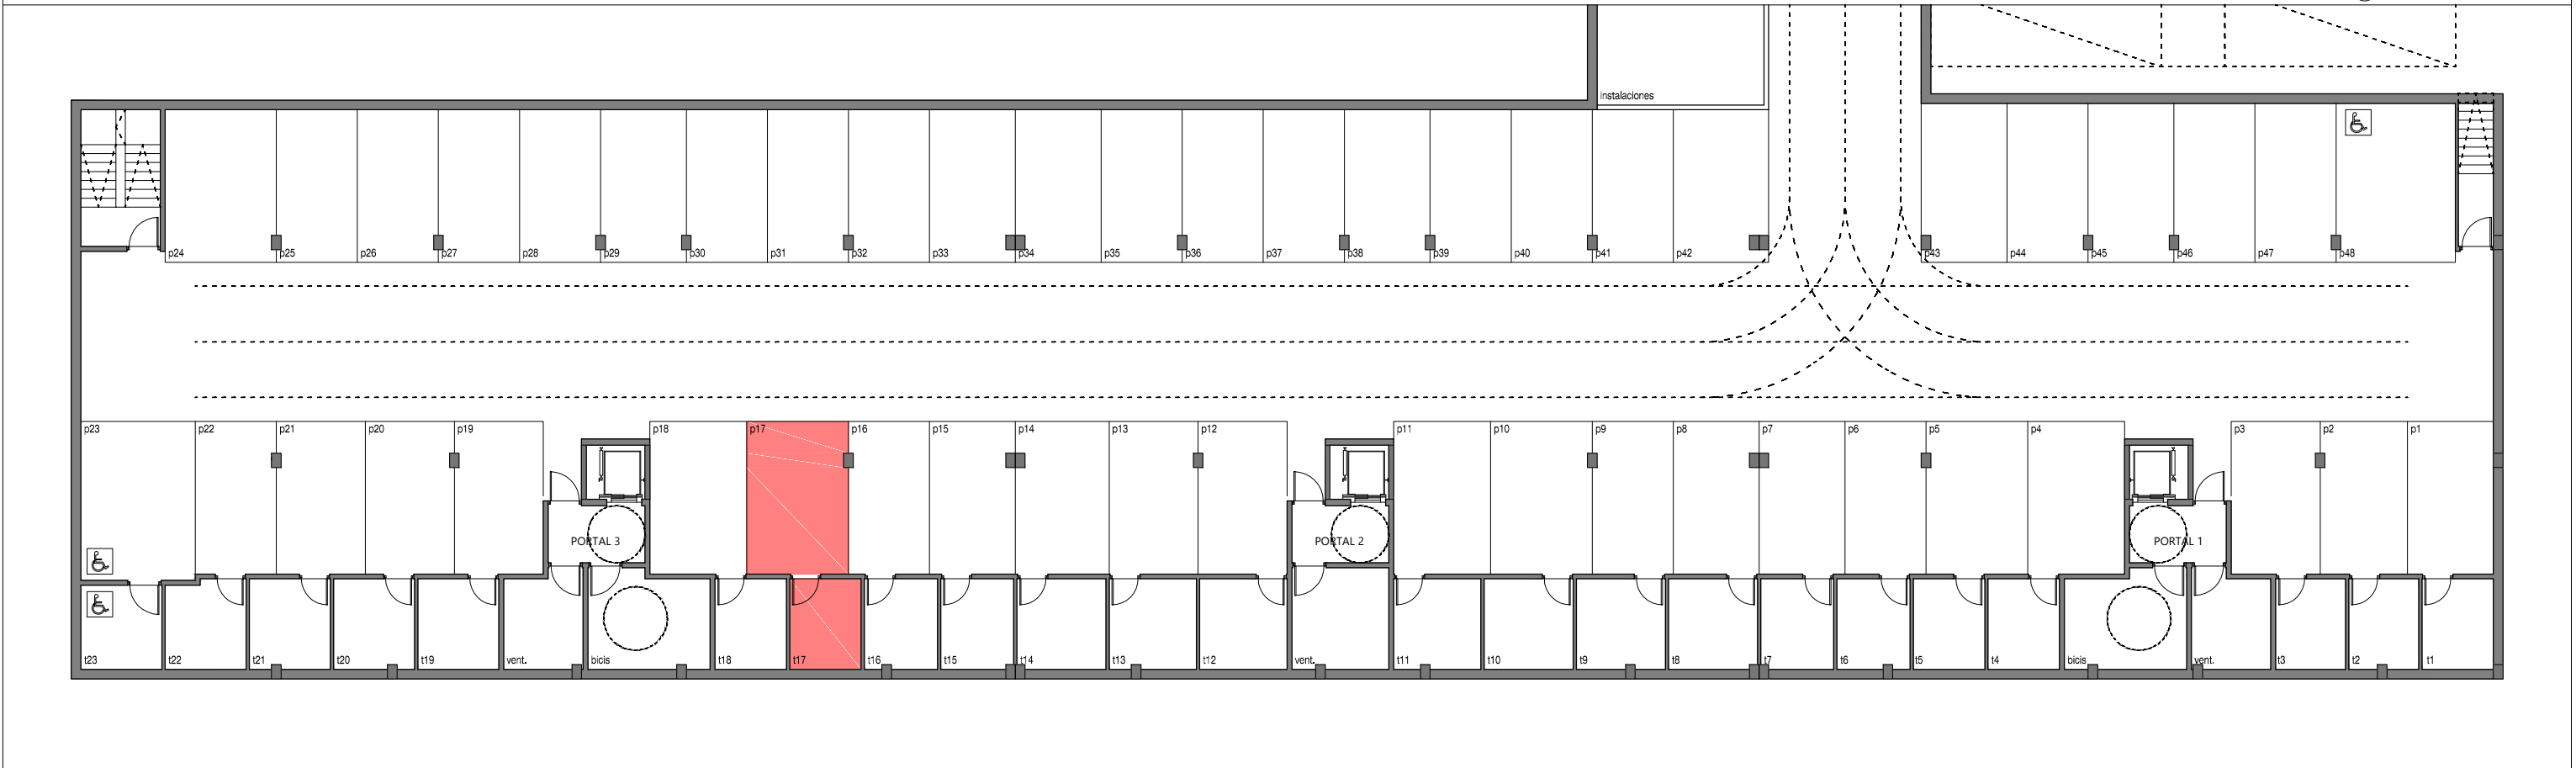 instalaciones
p24 p25 p26 p27 p28 p29 p30 p31 p32 p33 p34 p35 p36 p37 p38 p39 p40 p41 p42 p43 p44 p45 p46 p47 p48
p23 p22 p21 p20 p19 p18 p17 p16 p15 p14 p13 p12 p11 p10 p9 p8 p7 p6 p5 p4 p3 p2 p1
PORTAL 3 PORTAL 2 PORTAL 1
t23 t22 t21 t20 t19 vent. bicis t18 t17 t16 t15 t14 t13 t12 vent. t11 t10 t9 t8 t7 t6 t5 t4 bicis vent. t3 t2 t1